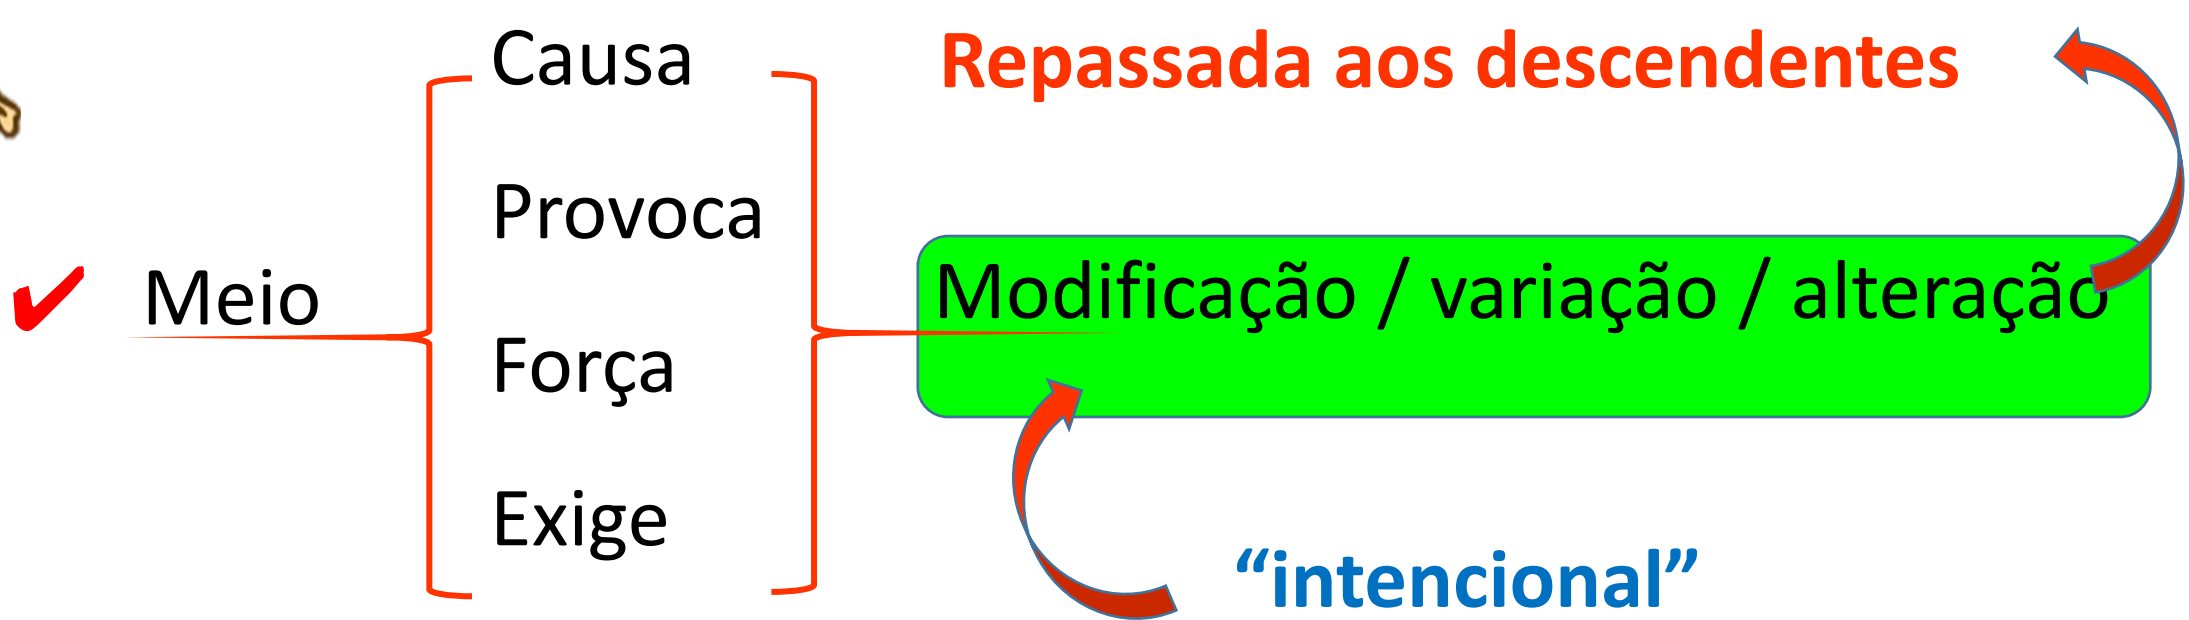 Causa
Repassada aos descendentes
Provoca
Meio
Modificação / variação / alteração
Força
Exige
“intencional”